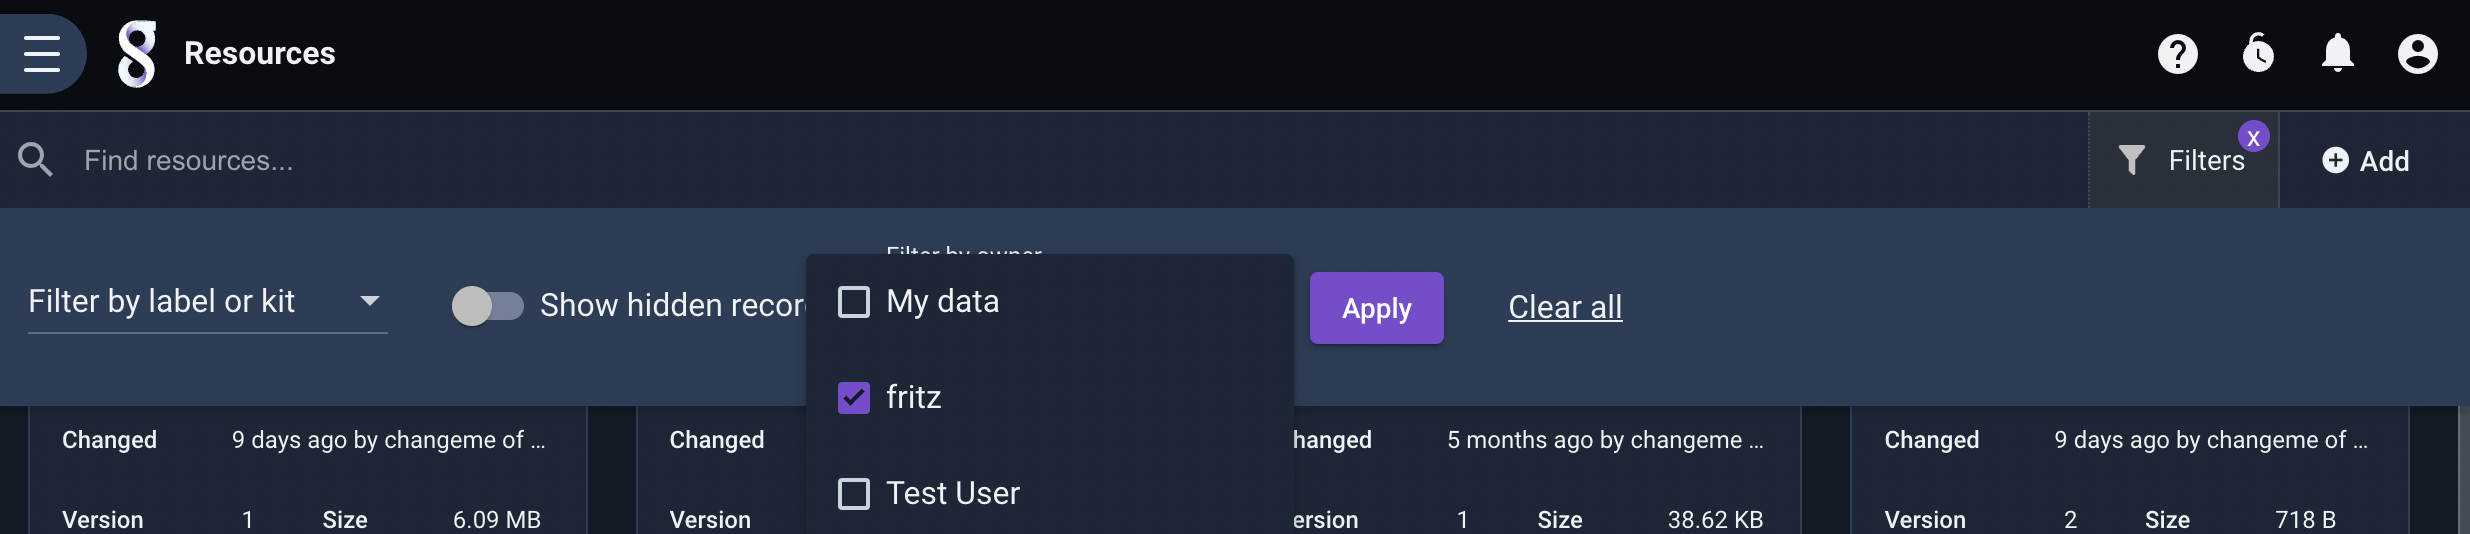 Resources
Find resources...
Filters
X
Add
Filter by owner
Filter by label or kit
Show hidden recor
My data
Apply
Clear all
fritz
Test User
Changed 9 days ago by changeme of ...
Version 1 Size 6.09 MB
Changed
Version
hanged 5 months ago by changeme ...
ersion 1 Size 38.62 KB
Changed 9 days ago by changeme of ...
Version 2 Size 718 B